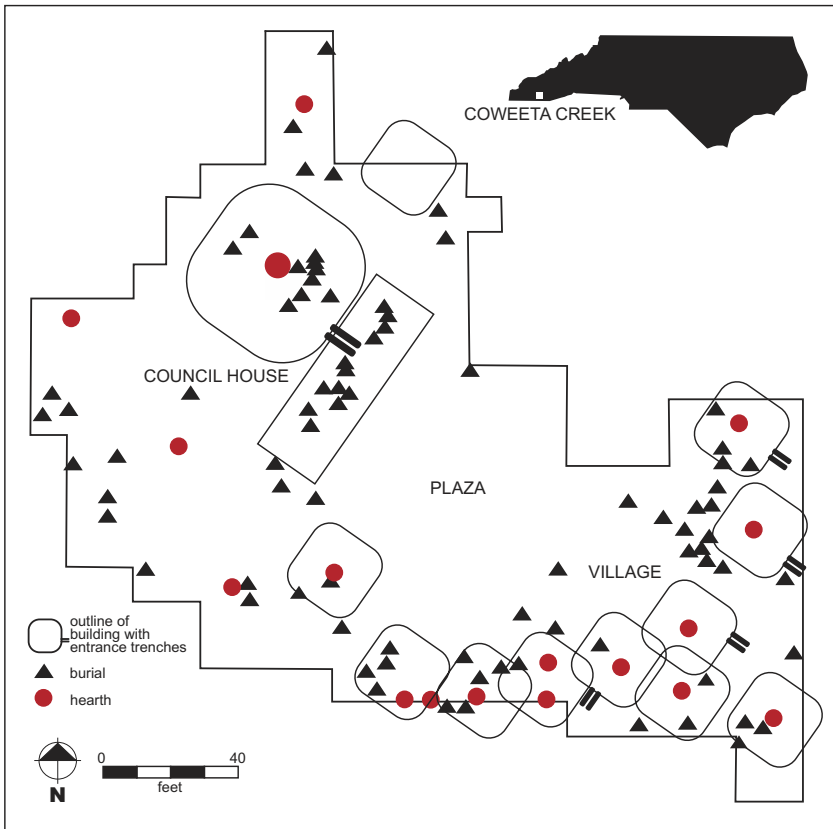 COWEETA CREEK
COUNCIL HOUSE
PLAZA
VILLAGE
outline of
building with
entrance trenches
burial
hearth
N
0 40
feet